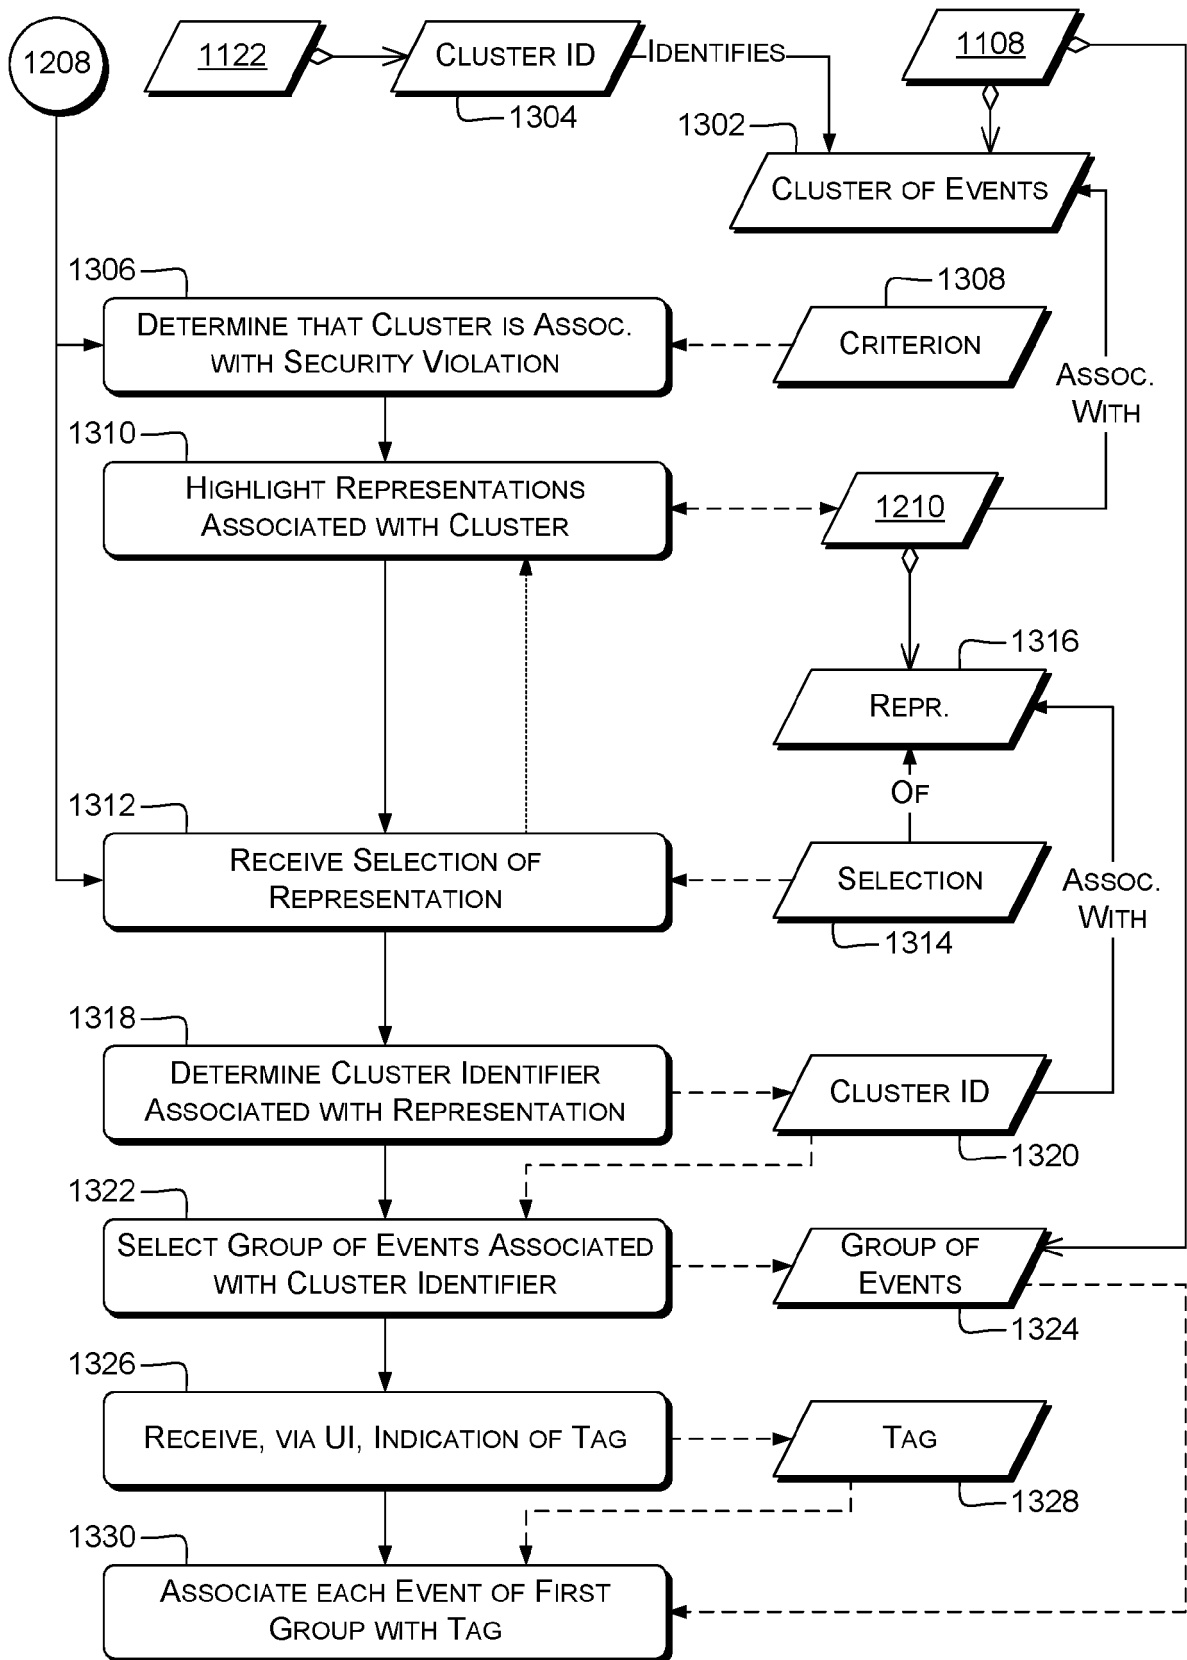 1208
1122
CLUSTER ID
IDENTIFIES
1108
1304
1302
CLUSTER OF EVENTS
1306
1308
DETERMINE THAT CLUSTER IS ASSOC.
WITH SECURITY VIOLATION
CRITERION
ASSOC.
WITH
1310
HIGHLIGHT REPRESENTATIONS
ASSOCIATED WITH CLUSTER
1210
1316
REPR.
OF
1312
RECEIVE SELECTION OF
REPRESENTATION
SELECTION
1314
ASSOC.
WITH
1318
DETERMINE CLUSTER IDENTIFIER
ASSOCIATED WITH REPRESENTATION
CLUSTER ID
1320
1322
SELECT GROUP OF EVENTS ASSOCIATED
WITH CLUSTER IDENTIFIER
GROUP OF
EVENTS
1324
1326
RECEIVE, VIA UI, INDICATION OF TAG
TAG
1328
1330
ASSOCIATE EACH EVENT OF FIRST
GROUP WITH TAG